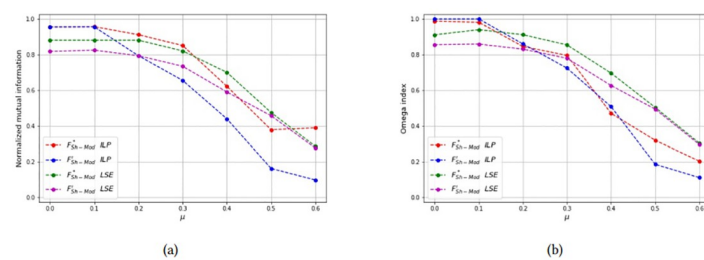 1.0
0.8
0.6
0.4
0.2
0.0
Normalized mutual information
F*Sh−Mod ILP
F'Sh−Mod ILP
F*Sh−Mod LSE
F'Sh−Mod LSE
0.0 0.1 0.2 0.3 0.4 0.5 0.6
μ
(a)
1.0
0.8
0.6
0.4
0.2
0.0
Omega index
F*Sh−Mod ILP
F'Sh−Mod ILP
F*Sh−Mod LSE
F'Sh−Mod LSE
0.0 0.1 0.2 0.3 0.4 0.5 0.6
μ
(b)